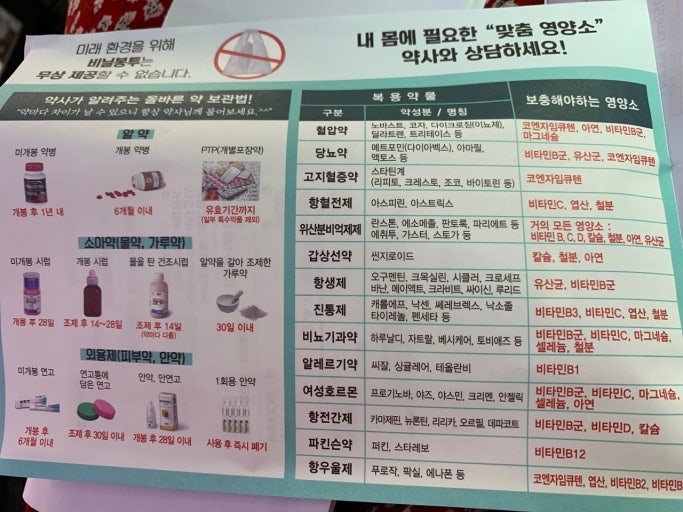 미래 환경을 위해
비닐봉투는
무상 제공할 수 없습니다.
내 몸에 필요한 “맞춤 영양소”
약사와 상담하세요!
약사가 알려주는 올바른 약 보관법!
"약마다 차이가 날 수 있으니 항상 약사님께 물어보세요.^^"
알 약
미개봉 약병 개봉 약병 PTP(개별포장약)
개봉 후 1년 내 6개월 이내 유효기간까지
(일부 특수약품 제외)
소아약(물약, 가루약)
미개봉 시럽 개봉 시럽 물을 탄 건조시럽 알약을 갈아 조제한
가루약
개봉 후 28일 조제 후 14~28일 조제 후 14일 30일 이내
(약마다 다름)
외용제(피부약, 안약)
미개봉 연고 연고통에
담은 연고 안약, 안연고 1회용 안약
개봉 후
6개월 이내 조제 후 30일 이내 개봉 후 28일 이내 사용 후 즉시 폐기
복 용 약 물 보충해야하는 영양소
구분 약성분 / 명칭
혈압약 노바스트, 코자, 다이크로짙(이뇨제),
딜라트렌, 트리테이스 등 코엔자임큐텐, 아연, 비타민B군,
마그네슘
당뇨약 메트포민(다이아벡스), 아마릴,
액토스 등 비타민B군, 유산균, 코엔자임큐텐
고지혈증약 스타틴계
(리피토, 크레스토, 조코, 바이토린 등) 코엔자임큐텐
항혈전제 아스피린, 아스트릭스 비타민C, 엽산, 철분
위산분비억제제 란스톤, 에소메졸, 판토록, 파리에트 등
에취투, 가스터, 스토가 등 거의 모든 영양소 :
비타민 B, C, D, 칼슘, 철분, 아연, 유산균
갑상선약 씬지로이드 칼슘, 철분, 아연
항생제 오구멘틴, 크목실린, 시클러, 크로세프
바난, 메이액트, 크라비트, 싸이신, 루리드 유산균, 비타민B군
진통제 캐롤에프, 낙센, 쎄레브렉스, 낙소졸
타이레놀, 펜세타 등 비타민B3, 비타민C, 엽산, 철분
비뇨기과약 하루날디, 자트랄, 베시케어, 토비애즈 등 비타민B군, 비타민C, 마그네슘,
셀레늄, 철분
알레르기약 씨잘, 싱귤레어, 테올란비 비타민B1
여성호르몬 프로기노바, 야즈, 야스민, 크리멘, 안젤릭 비타민B군, 비타민C, 마그네슘,
셀레늄, 아연
항전간제 카마제핀, 뉴론틴, 리리카, 오르필, 데파코트 비타민B군, 비타민D, 칼슘
파킨슨약 퍼킨, 스타레보 비타민B12
항우울제 푸로작, 팍실, 에나폰 등 코엔자임큐텐, 엽산, 비타민B2, 비타민B